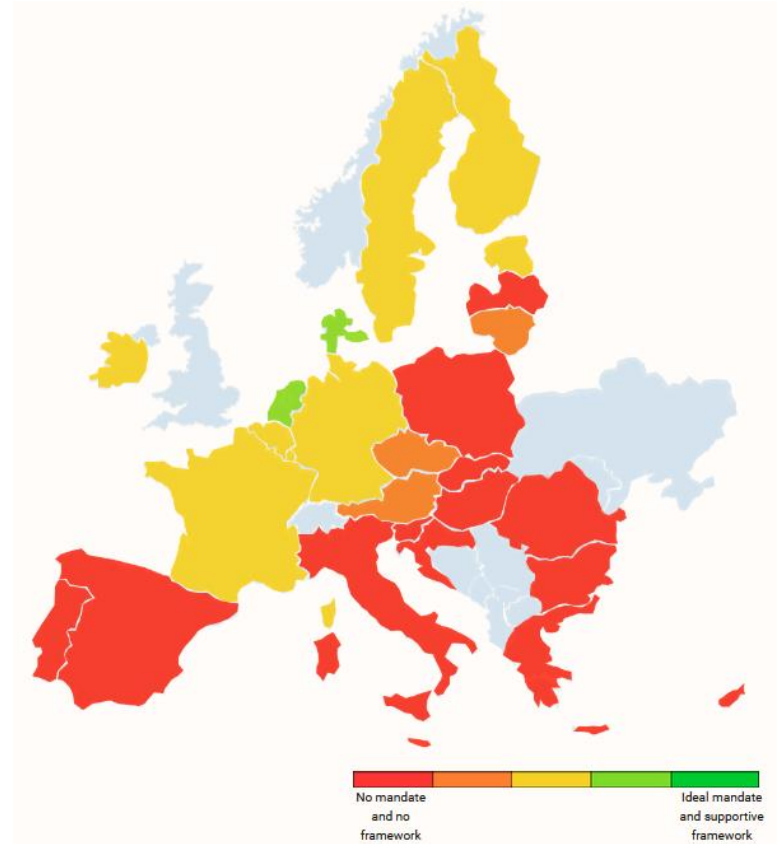 No mandate
and no
framework
Ideal mandate
and supportive
framework